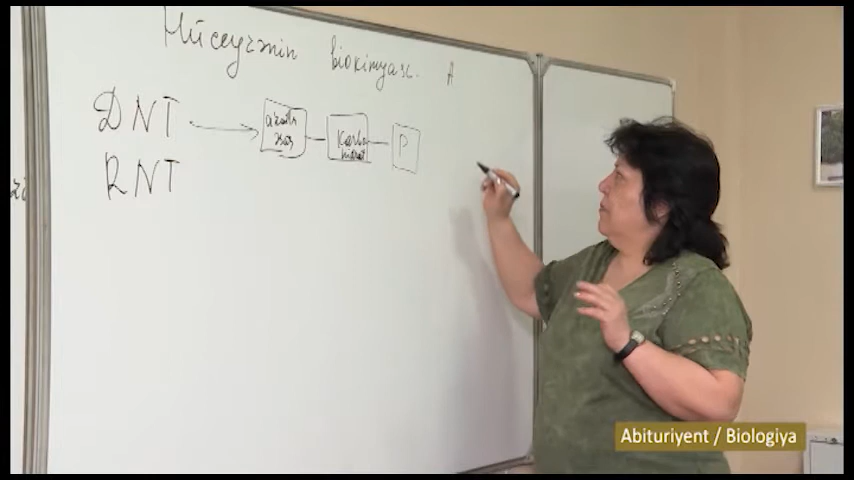 Hüceyrənin biokimyası. A
DNT
azotlu
əsas
Karbo
hidrat
P
RNT
Abituriyent / Biologiya